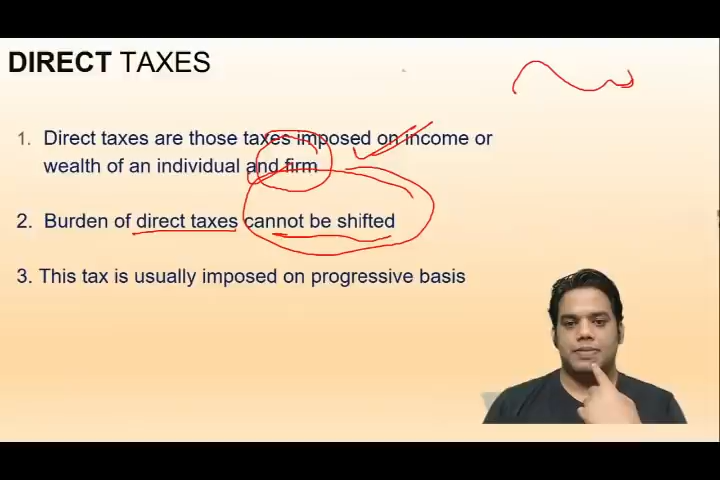 DIRECT TAXES
1. Direct taxes are those taxes imposed on income or
wealth of an individual and firm
2. Burden of direct taxes cannot be shifted
3. This tax is usually imposed on progressive basis